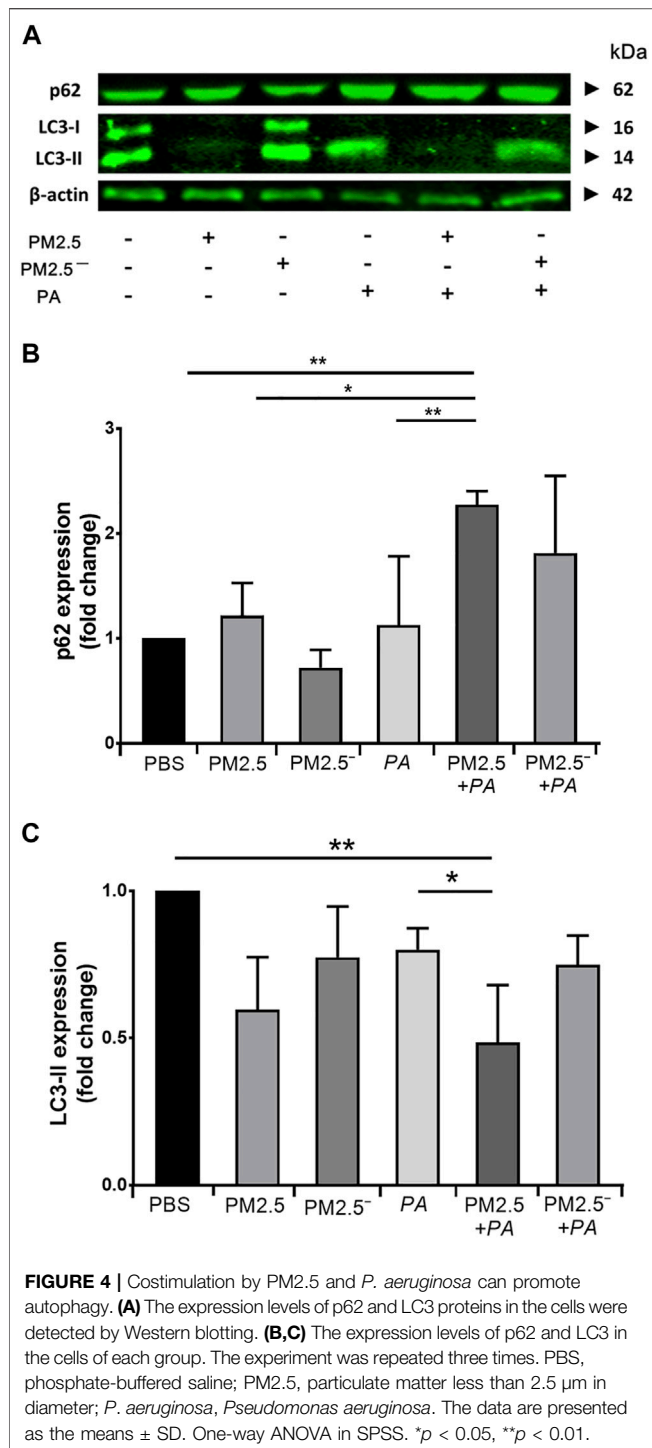 A
kDa
p62 ► 62
LC3-I ► 16
LC3-II ► 14
β-actin ► 42
PM2.5 - + - - + -
PM2.5⁻ - - + - - +
PA - - - + + +
B
**
*
**
3
2
1
0
p62 expression
(fold change)
PBS PM2.5 PM2.5⁻ PA PM2.5 PM2.5⁻
+PA +PA
C
**
*
1.0
0.5
0.0
LC3-II expression
(fold change)
PBS PM2.5 PM2.5⁻ PA PM2.5 PM2.5⁻
+PA +PA
FIGURE 4 | Costimulation by PM2.5 and P. aeruginosa can promote
autophagy. (A) The expression levels of p62 and LC3 proteins in the cells were
detected by Western blotting. (B,C) The expression levels of p62 and LC3 in
the cells of each group. The experiment was repeated three times. PBS,
phosphate-buffered saline; PM2.5, particulate matter less than 2.5 μm in
diameter; P. aeruginosa, Pseudomonas aeruginosa. The data are presented
as the means ± SD. One-way ANOVA in SPSS. *p < 0.05, **p < 0.01.